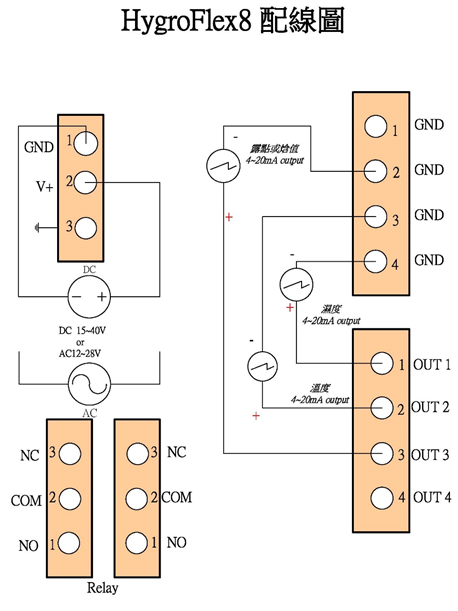 HygroFlex8 配線圖
GND 1
V+ 2
3
DC
- +
DC 15~40V
or
AC12~28V
AC
NC 3
COM 2
NO 1
3 NC
2 COM
1 NO
Relay
-
露點或焓值
4~20mA output
+
-
濕度
4~20mA output
+
-
溫度
4~20mA output
+
1 GND
2 GND
3 GND
4 GND
1 OUT 1
2 OUT 2
3 OUT 3
4 OUT 4